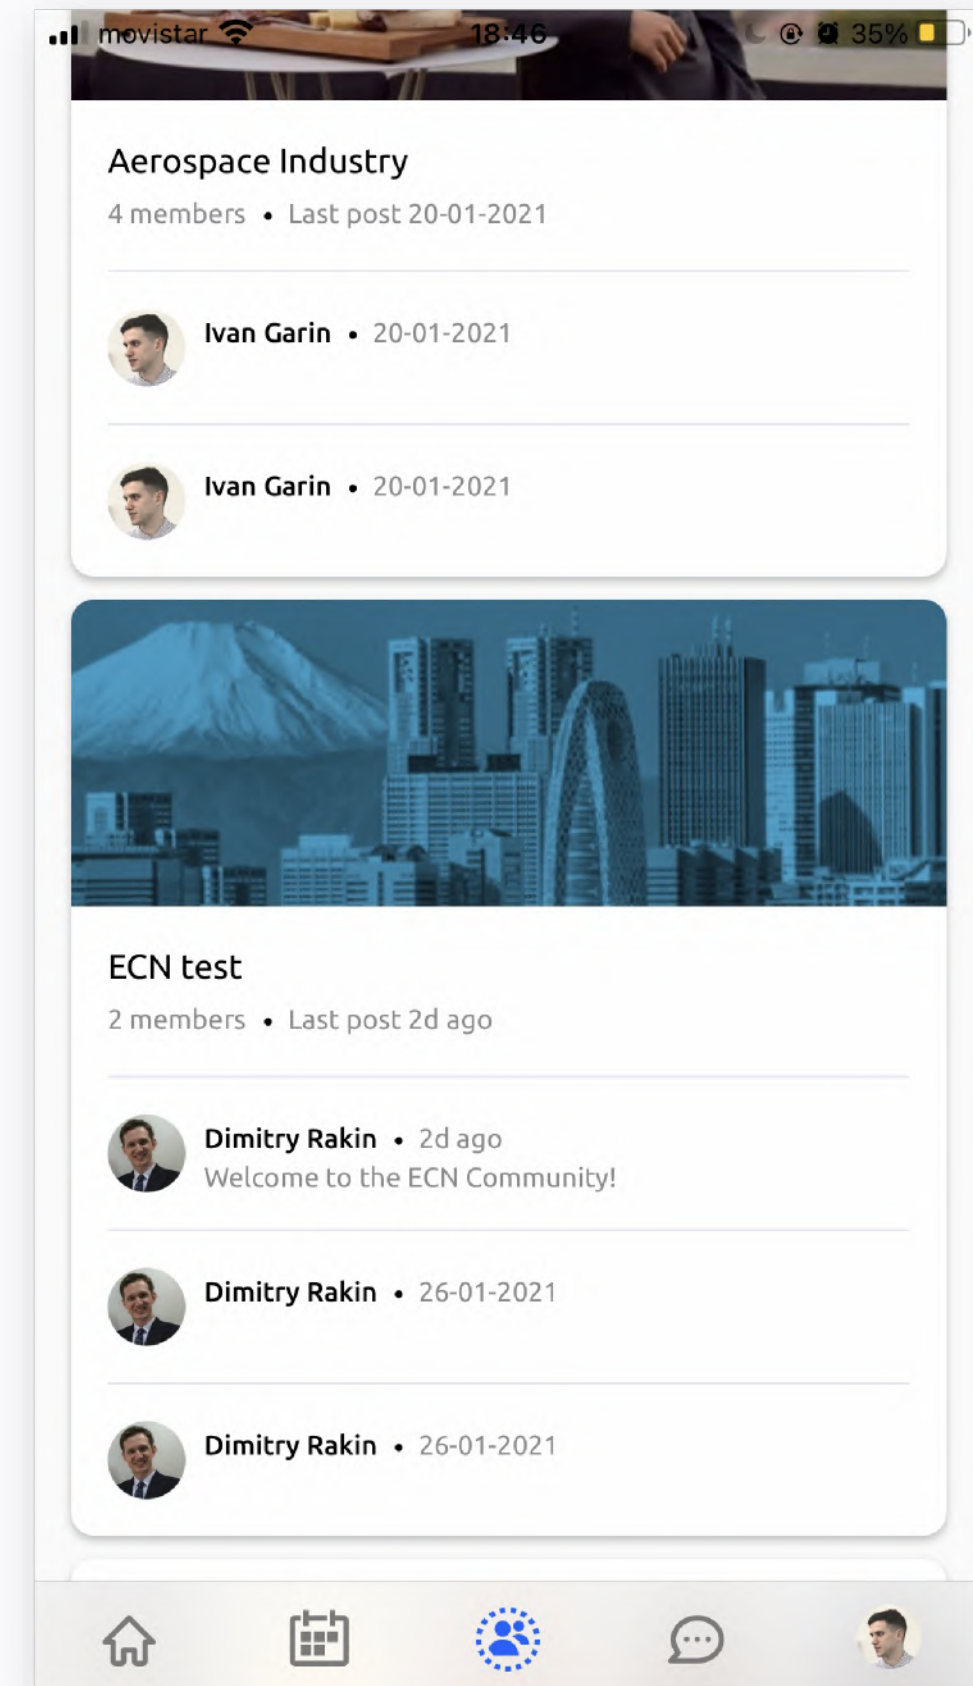 movistar 18:46 35%
Aerospace Industry
4 members • Last post 20-01-2021
Ivan Garin • 20-01-2021
Ivan Garin • 20-01-2021
ECN test
2 members • Last post 2d ago
Dimitry Rakin • 2d ago
Welcome to the ECN Community!
Dimitry Rakin • 26-01-2021
Dimitry Rakin • 26-01-2021